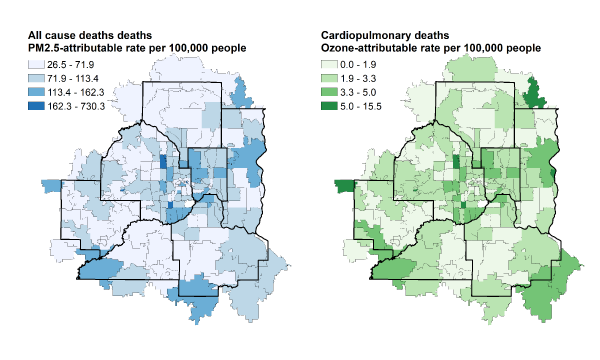 All cause deaths deaths
PM2.5-attributable rate per 100,000 people
26.5 - 71.9
71.9 - 113.4
113.4 - 162.3
162.3 - 730.3
Cardiopulmonary deaths
Ozone-attributable rate per 100,000 people
0.0 - 1.9
1.9 - 3.3
3.3 - 5.0
5.0 - 15.5